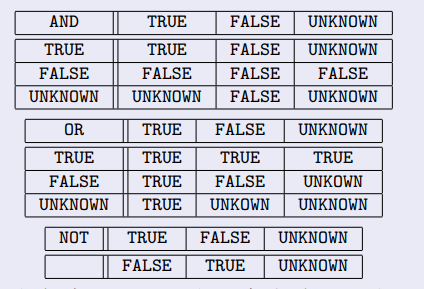 AND TRUE FALSE UNKNOWN
TRUE TRUE FALSE UNKNOWN
FALSE FALSE FALSE FALSE
UNKNOWN UNKNOWN FALSE UNKNOWN
OR TRUE FALSE UNKNOWN
TRUE TRUE TRUE TRUE
FALSE TRUE FALSE UNKOWN
UNKNOWN TRUE UNKOWN UNKNOWN
NOT TRUE FALSE UNKNOWN
FALSE TRUE UNKNOWN